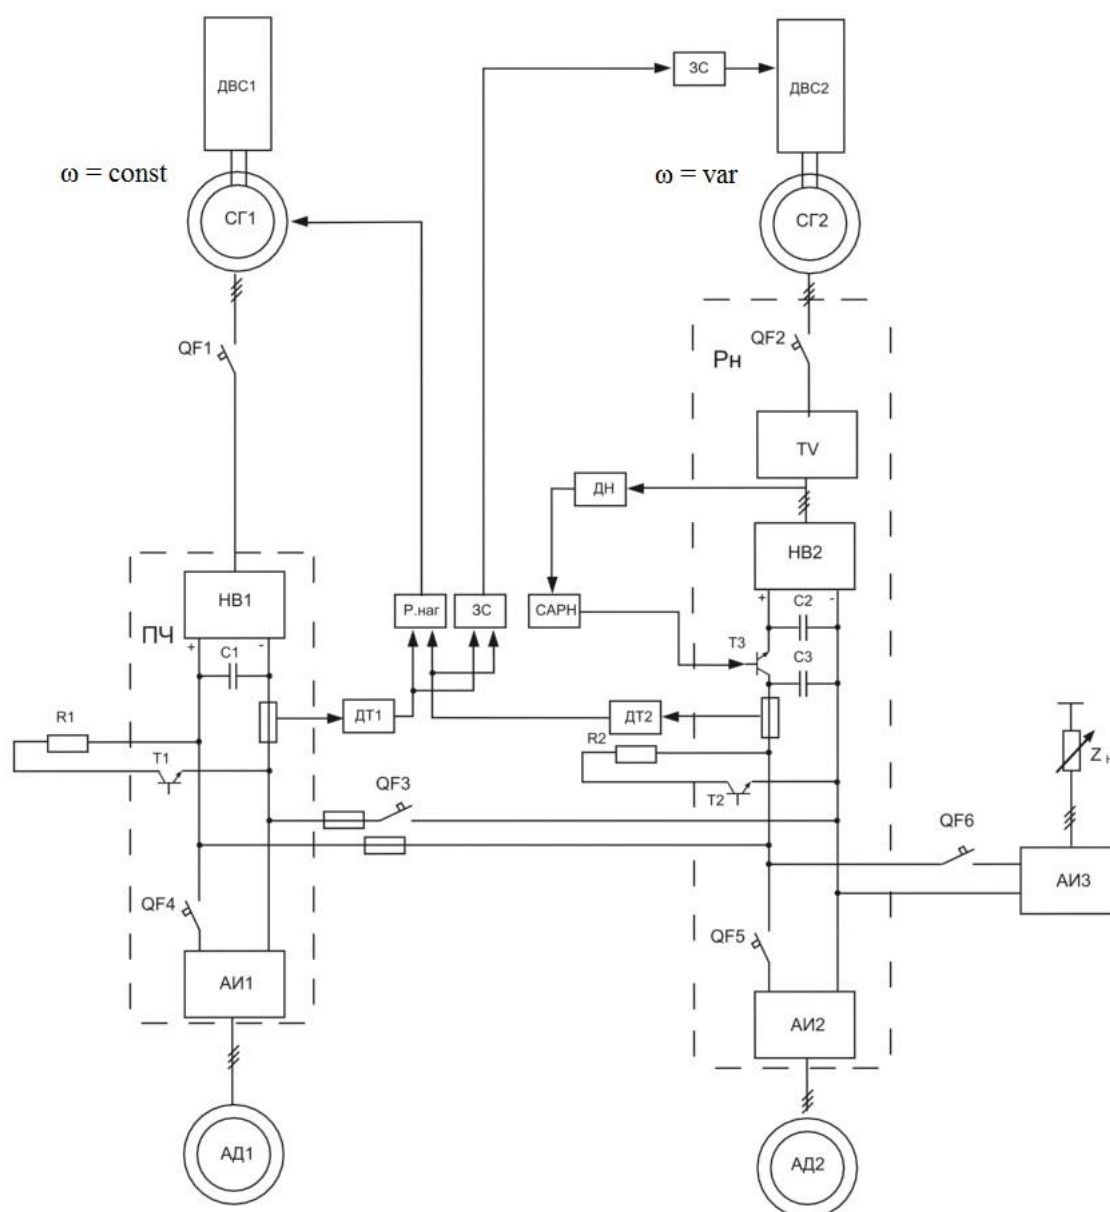 ДВС1
ЗС
ДВС2
ω = const
ω = var
СГ1
СГ2
QF1
QF2
Рн
TV
ДН
НВ2
НВ1
Р.наг
ЗС
САРН
+
C2
-
ПЧ
+
C1
-
T3
C3
R1
ДТ1
ДТ2
R2
T1
T2
Z н
QF3
QF6
АИ3
QF4
QF5
АИ1
АИ2
АД1
АД2